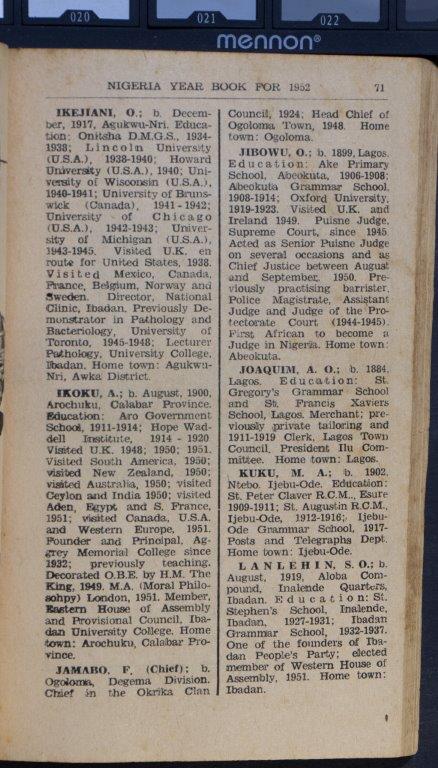 020
021
022
mennon®
NIGERIA YEAR BOOK FOR 1952 71
IKEJIANI, O.; b. Decem-
ber, 1917, Agukwu-Nri. Educa-
tion: Onitsha D.M.G.S., 1934-
1938; Lincoln University
(U.S.A.), 1938-1940; Howard
University (U.S.A.), 1940; Uni-
versity of Wisconsin (U.S.A.),
1940-1941; University of Bruns-
wick (Canada), 1941-1942;
University of Chicago
(U.S.A.), 1942-1943; Univer-
sity of Michigan (U.S.A.),
1943-1945. Visited U.K. en
route for United States, 1938.
Visited Mexico, Canada,
France, Belgium, Norway and
Sweden. Director, National
Clinic, Ibadan. Previously De-
monstrator in Pathology and
Bacteriology, University of
Toronto, 1945-1948; Lecturer
Pathology, University College,
Ibadan. Home town: Agukwu-
Nri, Awka District.
IKOKU, A.; b. August, 1900,
Arochuku, Calabar Province.
Education: Aro Government
School, 1911-1914; Hope Wad-
dell Institute, 1914 - 1920
Visited U.K. 1948; 1950; 1951.
Visited South America, 1950;
visited New Zealand, 1950;
visited Australia, 1950; visited
Ceylon and India 1950; visited
Aden, Egypt and S. France,
1951; visited Canada, U.S.A.
and Western Europe, 1951.
Founder and Principal, Ag-
grey Memorial College since
1932; previously teaching.
Decorated O.B.E. by H.M. The
King, 1949. M.A. (Moral Philo-
sohpy) London, 1951. Member,
Eastern House of Assembly
and Provisional Council, Iba-
dan University College. Home
town: Arochuku, Calabar Pro-
vince.
JAMABO, F. (Chief); b.
Ogoloma, Degema Division.
Chief in the Okrika Clan
Council, 1924; Head Chief of
Ogoloma Town, 1948. Home
town: Ogoloma.
JIBOWU, O.; b. 1899, Lagos.
Education: Ake Primary
School, Abeokuta, 1906-1908;
Abeokuta Grammar School,
1908-1914; Oxford University,
1919-1923. Visited U.K. and
Ireland 1949. Puisne Judge,
Supreme Court, since 1945.
Acted as Senior Puisne Judge
on several occasions and as
Chief Justice between August
and September, 1950. Pre-
viously practising barrister,
Police Magistrate, Assistant
Judge and Judge of the Pro-
tectorate Court (1944-1945).
First African to become a
Judge in Nigeria. Home town:
Abeokuta.
JOAQUIM, A. O.; b. 1884,
Lagos. Education: St.
Gregory's Grammar School
and St. Francis Xaviers
School, Lagos. Merchant; pre-
viously private tailoring and
1911-1919 Clerk, Lagos Town
Council, President Ilu Com-
mittee. Home town: Lagos.
KUKU, M. A.; b. 1902,
Ntebo, Ijebu-Ode. Education:
St. Peter Claver R.C.M., Esure
1909-1911; St. Augustin R.C.M.,
Ijebu-Ode, 1912-1916; Ijebu-
Ode Grammar School, 1917-
Posts and Telegraphs Dept.
Home town: Ijebu-Ode.
LANLEHIN, S. O.; b.
August, 1919, Aloba Com-
pound, Inalende Quarters,
Ibadan. Education: St.
Stephen's School, Inalende,
Ibadan, 1927-1931; Ibadan
Grammar School, 1932-1937.
One of the founders of Iba-
dan People's Party; elected
member of Western House of
Assembly, 1951. Home town:
Ibadan.